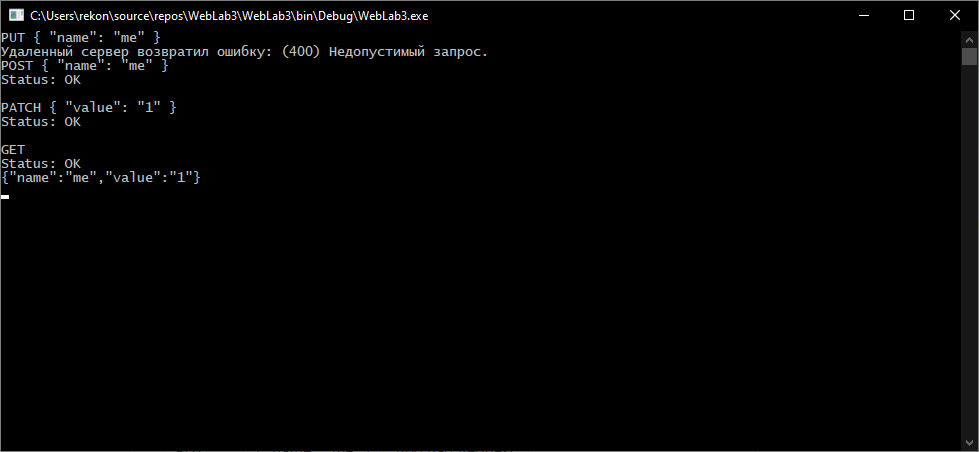 C:\Users\rekon\source\repos\WebLab3\WebLab3\bin\Debug\WebLab3.exe
PUT { "name": "me" }
Удаленный сервер возвратил ошибку: (400) Недопустимый запрос.
POST { "name": "me" }
Status: OK
PATCH { "value": "1" }
Status: OK
GET
Status: OK
{"name":"me","value":"1"}